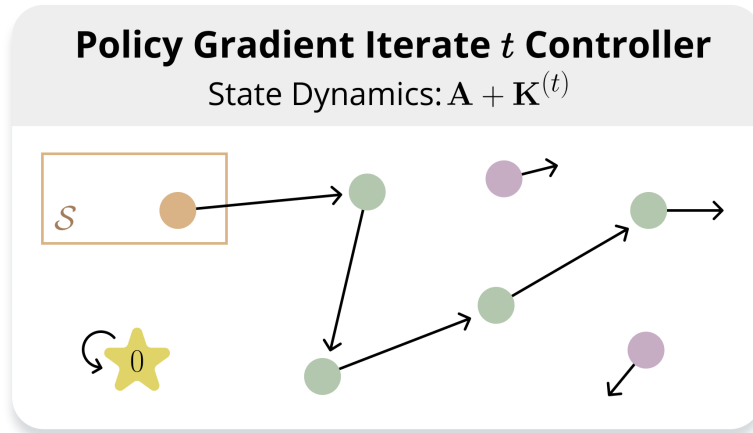 Policy Gradient Iterate t Controller
State Dynamics: A + K^(t)
S
0